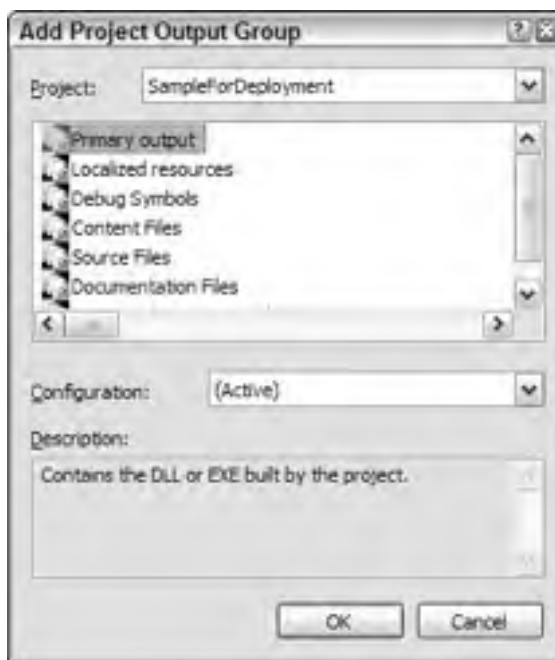 Add Project Output Group
Project: SampleForDeployment
Primary output
Localized resources
Debug Symbols
Content Files
Source Files
Documentation Files
Configuration: (Active)
Description:
Contains the DLL or EXE built by the project.
OK Cancel